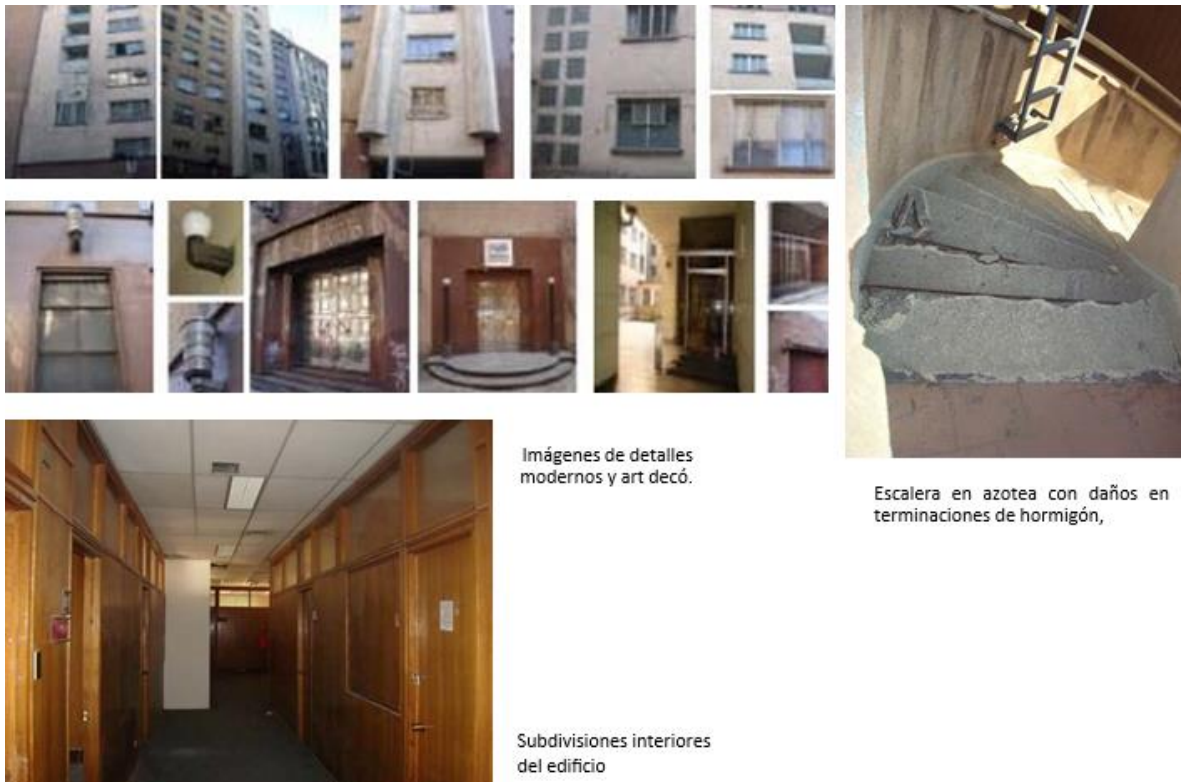 Imágenes de detalles
modernos y art decó.
Escalera en azotea con daños en
terminaciones de hormigón,
Subdivisiones interiores
del edificio